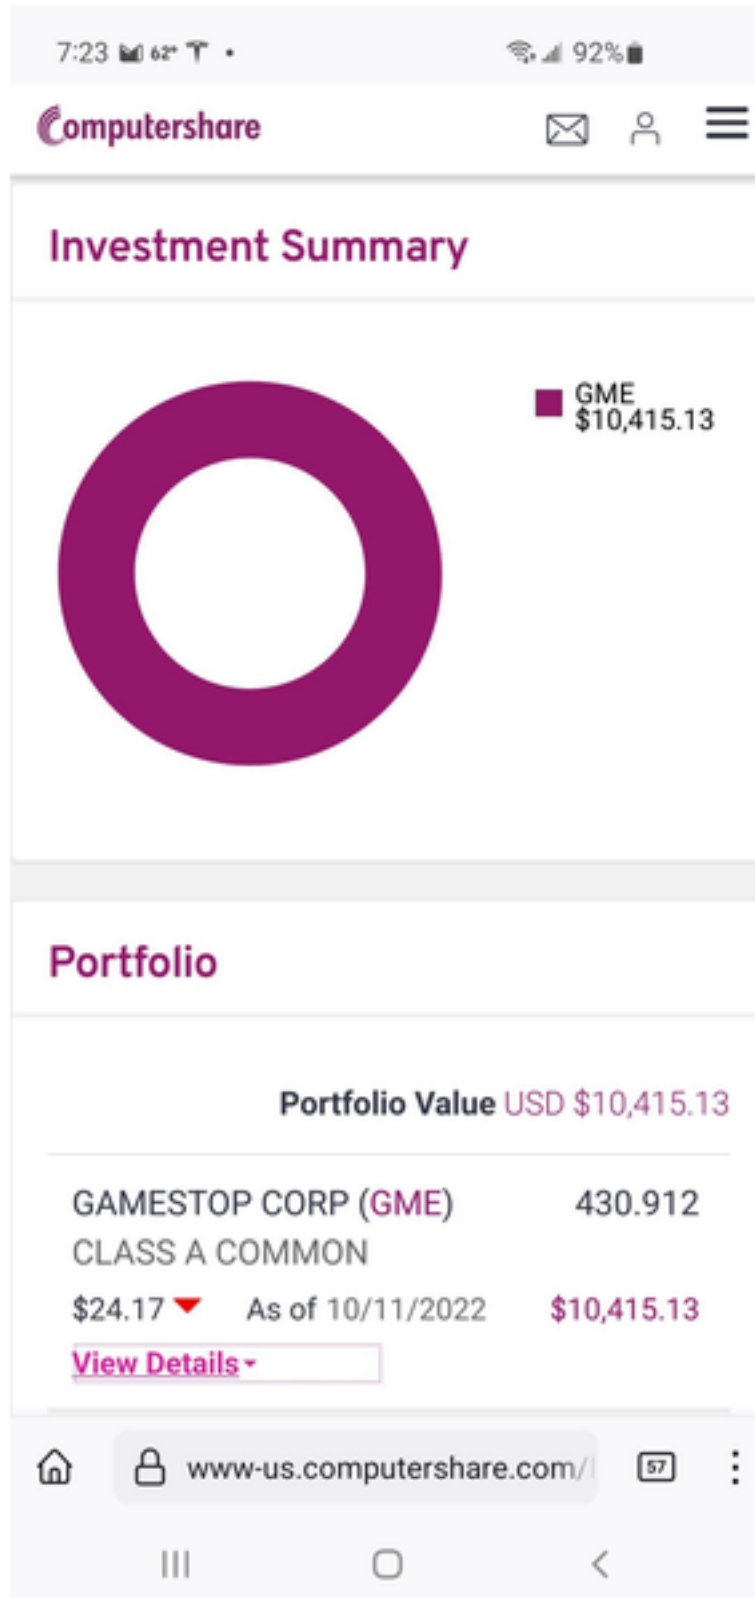 7:23 62° •
92%
Computershare
Investment Summary
GME
$10,415.13
Portfolio
Portfolio Value USD $10,415.13
GAMESTOP CORP (GME) 430.912
CLASS A COMMON
$24.17 As of 10/11/2022 $10,415.13
View Details
www-us.computershare.com/
57